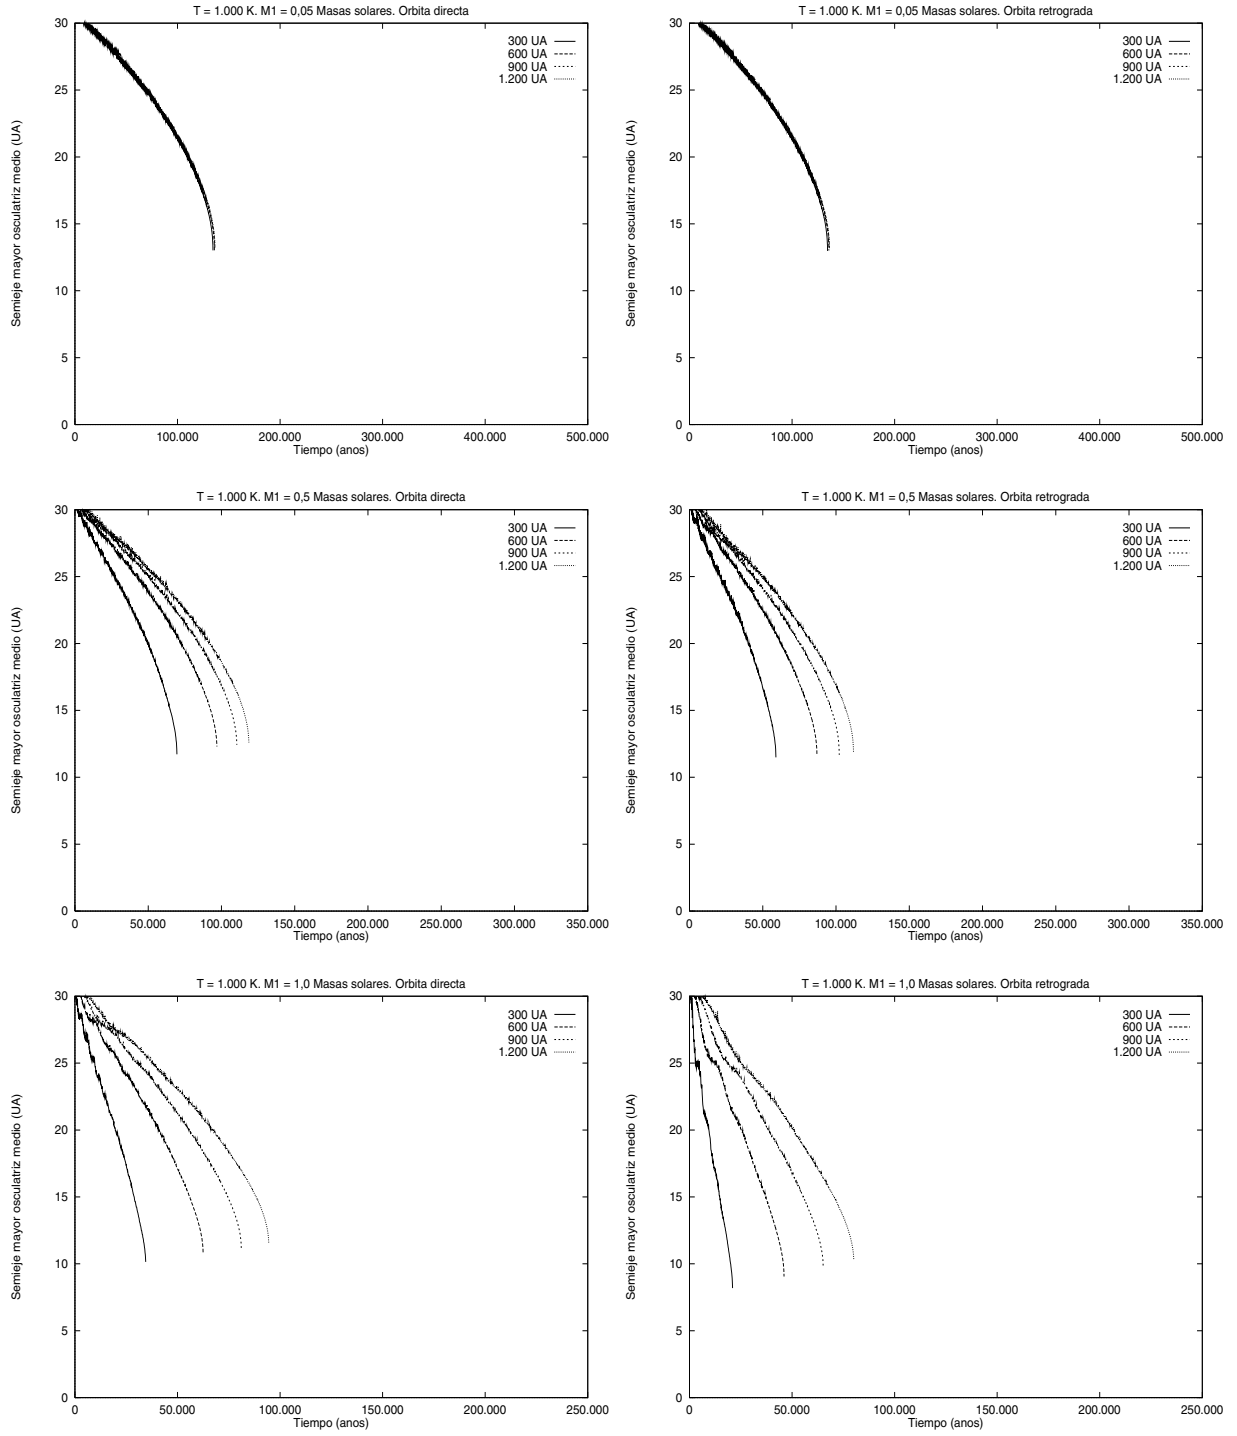 T = 1.000 K. M1 = 0,05 Masas solares. Orbita directa
30
25
20
15
10
5
0
Semieje mayor osculatriz medio (UA)
300 UA
600 UA
900 UA
1.200 UA
0 100.000 200.000 300.000 400.000 500.000
Tiempo (anos)
T = 1.000 K. M1 = 0,05 Masas solares. Orbita retrograda
30
25
20
15
10
5
0
Semieje mayor osculatriz medio (UA)
300 UA
600 UA
900 UA
1.200 UA
0 100.000 200.000 300.000 400.000 500.000
Tiempo (anos)
T = 1.000 K. M1 = 0,5 Masas solares. Orbita directa
30
25
20
15
10
5
0
Semieje mayor osculatriz medio (UA)
300 UA
600 UA
900 UA
1.200 UA
0 50.000 100.000 150.000 200.000 250.000 300.000 350.000
Tiempo (anos)
T = 1.000 K. M1 = 0,5 Masas solares. Orbita retrograda
30
25
20
15
10
5
0
Semieje mayor osculatriz medio (UA)
300 UA
600 UA
900 UA
1.200 UA
0 50.000 100.000 150.000 200.000 250.000 300.000 350.000
Tiempo (anos)
T = 1.000 K. M1 = 1,0 Masas solares. Orbita directa
30
25
20
15
10
5
0
Semieje mayor osculatriz medio (UA)
300 UA
600 UA
900 UA
1.200 UA
0 50.000 100.000 150.000 200.000 250.000
Tiempo (anos)
T = 1.000 K. M1 = 1,0 Masas solares. Orbita retrograda
30
25
20
15
10
5
0
Semieje mayor osculatriz medio (UA)
300 UA
600 UA
900 UA
1.200 UA
0 50.000 100.000 150.000 200.000 250.000
Tiempo (anos)